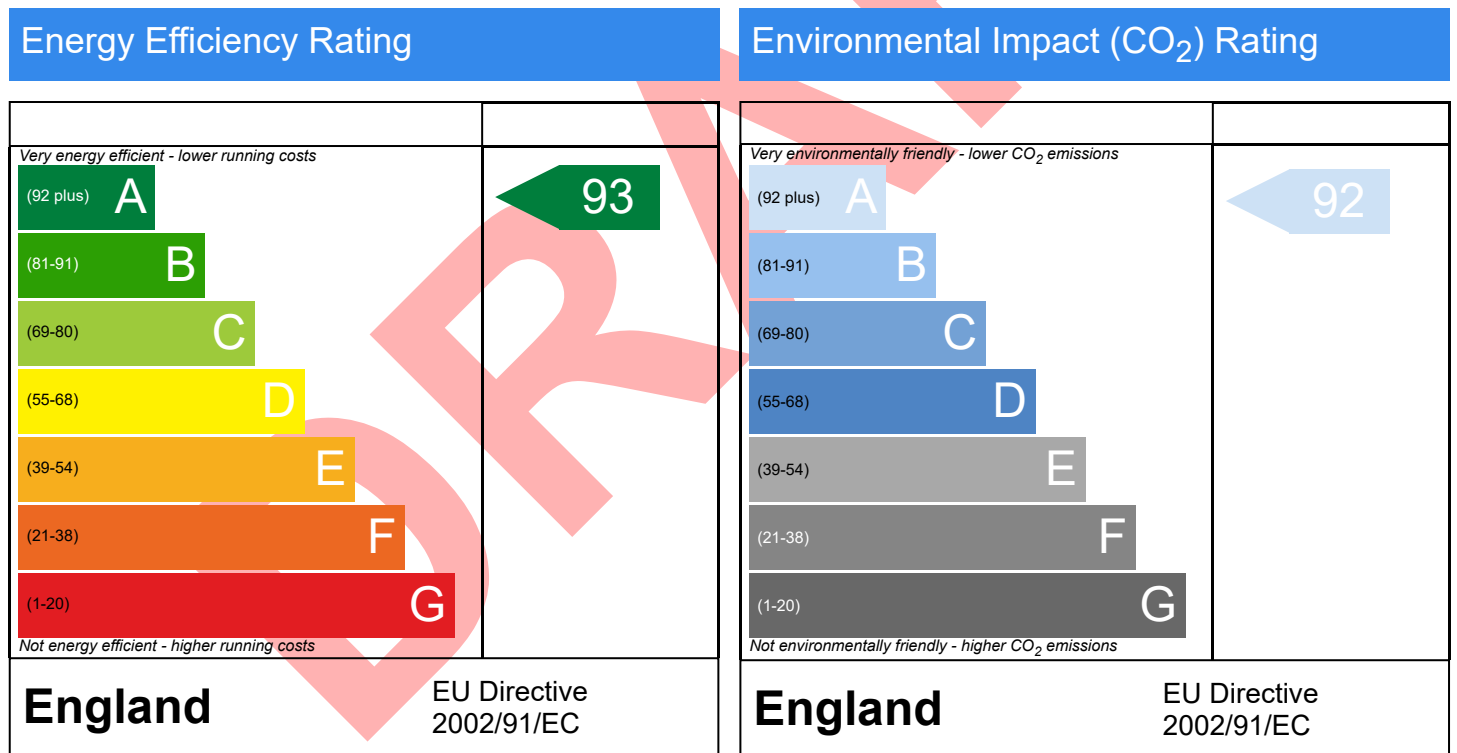 Energy Efficiency Rating
Very energy efficient - lower running costs
(92 plus) A
93
(81-91) B
(69-80) C
(55-68) D
(39-54) E
(21-38) F
(1-20) G
Not energy efficient - higher running costs
England
EU Directive
2002/91/EC
Environmental Impact (CO₂) Rating
Very environmentally friendly - lower CO₂ emissions
(92 plus) A
92
(81-91) B
(69-80) C
(55-68) D
(39-54) E
(21-38) F
(1-20) G
Not environmentally friendly - higher CO₂ emissions
England
EU Directive
2002/91/EC
DRA